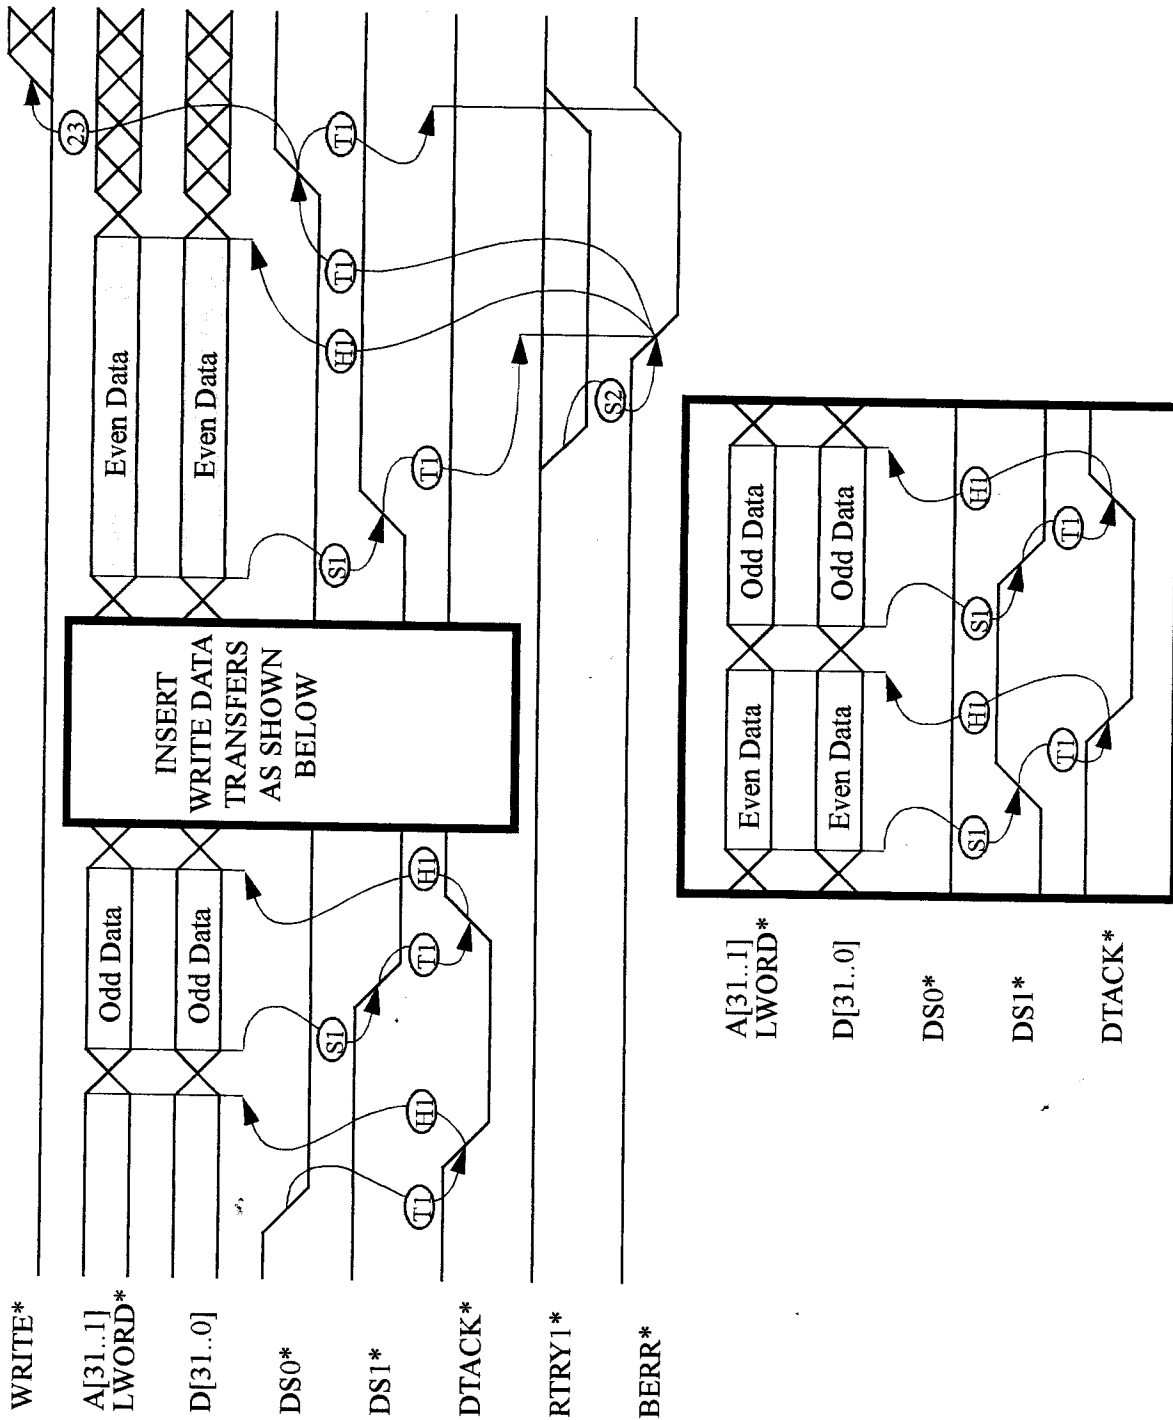 WRITE*
23
A[31..1]
LWORD*
Odd Data
Even Data
D[31..0]
Odd Data
Even Data
INSERT
WRITE DATA
TRANSFERS
AS SHOWN
BELOW
DS0*
S1
S1
H1
T1
T1
DS1*
T1
H1
T1
H1
T1
DTACK*
RTRY1*
S2
BERR*
A[31..1]
LWORD*
Even Data
Odd Data
D[31..0]
Even Data
Odd Data
DS0*
S1
H1
S1
H1
DS1*
T1
T1
DTACK*